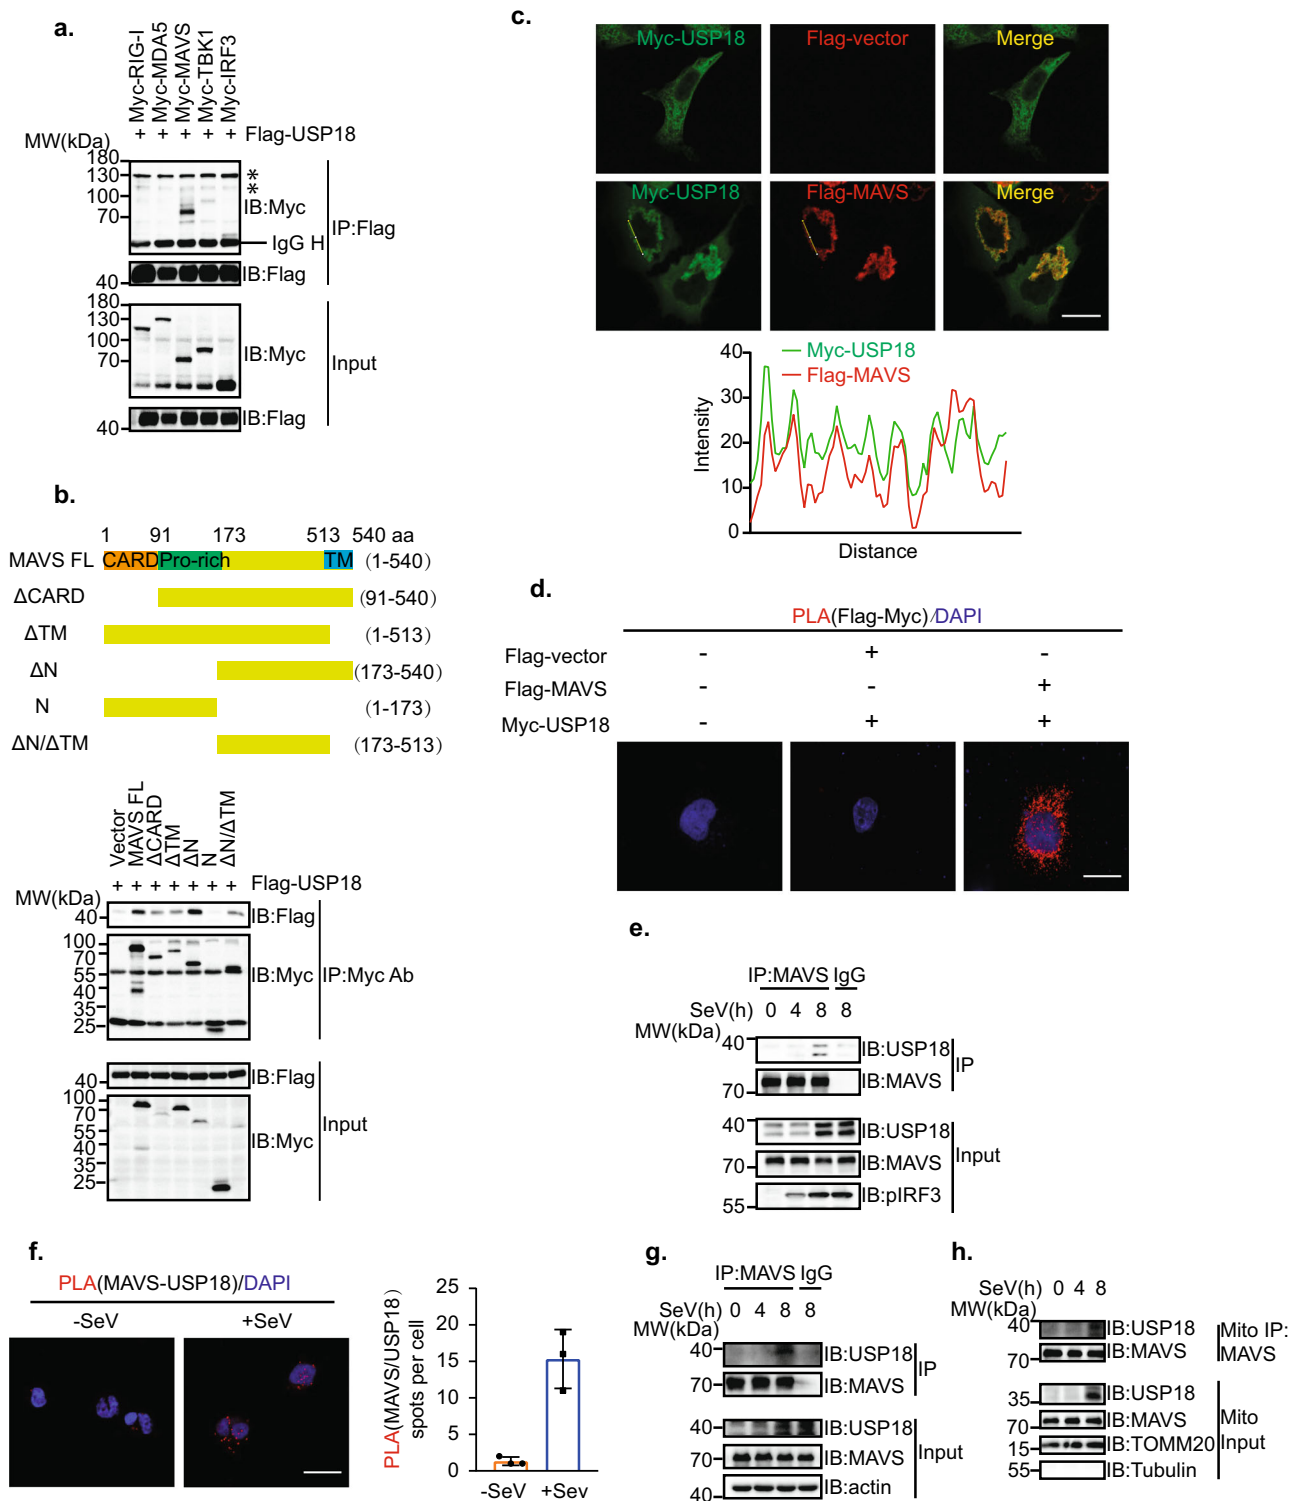 a.
Myc-RIG-I
Myc-MDA5
Myc-MAVS
Myc-TBK1
Myc-IRF3
+ + + + + Flag-USP18
MW(kDa)
180
130
100
70
*
*
IB:Myc
IgG H
IP:Flag
40
IB:Flag
180
130
100
70
IB:Myc
Input
40
IB:Flag
b.
1 91 173 513 540 aa
MAVS FL CARD Pro-rich TM (1-540)
ΔCARD (91-540)
ΔTM (1-513)
ΔN (173-540)
N (1-173)
ΔN/ΔTM (173-513)
Vector
MAVS FL
ΔCARD
ΔTM
ΔN
N
ΔN/ΔTM
+ + + + + + + Flag-USP18
MW(kDa)
40
IB:Flag
100
70
55
40
35
25
IB:Myc
IP:Myc Ab
40
IB:Flag
100
70
55
40
35
25
IB:Myc
Input
c.
Myc-USP18 Flag-vector Merge
Myc-USP18 Flag-MAVS Merge
40
30
20
10
0
Intensity
Myc-USP18
Flag-MAVS
Distance
d.
PLA(Flag-Myc)/DAPI
Flag-vector - + -
Flag-MAVS - - +
Myc-USP18 - + +
e.
IP:MAVS IgG
SeV(h) 0 4 8 8
MW(kDa)
40
IB:USP18
70
IB:MAVS
IP
40
IB:USP18
70
IB:MAVS
55
IB:pIRF3
Input
f.
PLA(MAVS-USP18)/DAPI
-SeV +SeV
PLA(MAVS/USP18)
spots per cell
25
20
15
10
5
0
-SeV +Sev
g.
IP:MAVS IgG
SeV(h) 0 4 8 8
MW(kDa)
40
IB:USP18
70
IB:MAVS
IP
40
IB:USP18
70
IB:MAVS
40
IB:actin
Input
h.
SeV(h) 0 4 8
MW(kDa)
40
IB:USP18
70
IB:MAVS
Mito IP:
MAVS
35
IB:USP18
70
IB:MAVS
15
IB:TOMM20
55
IB:Tubulin
Mito
Input